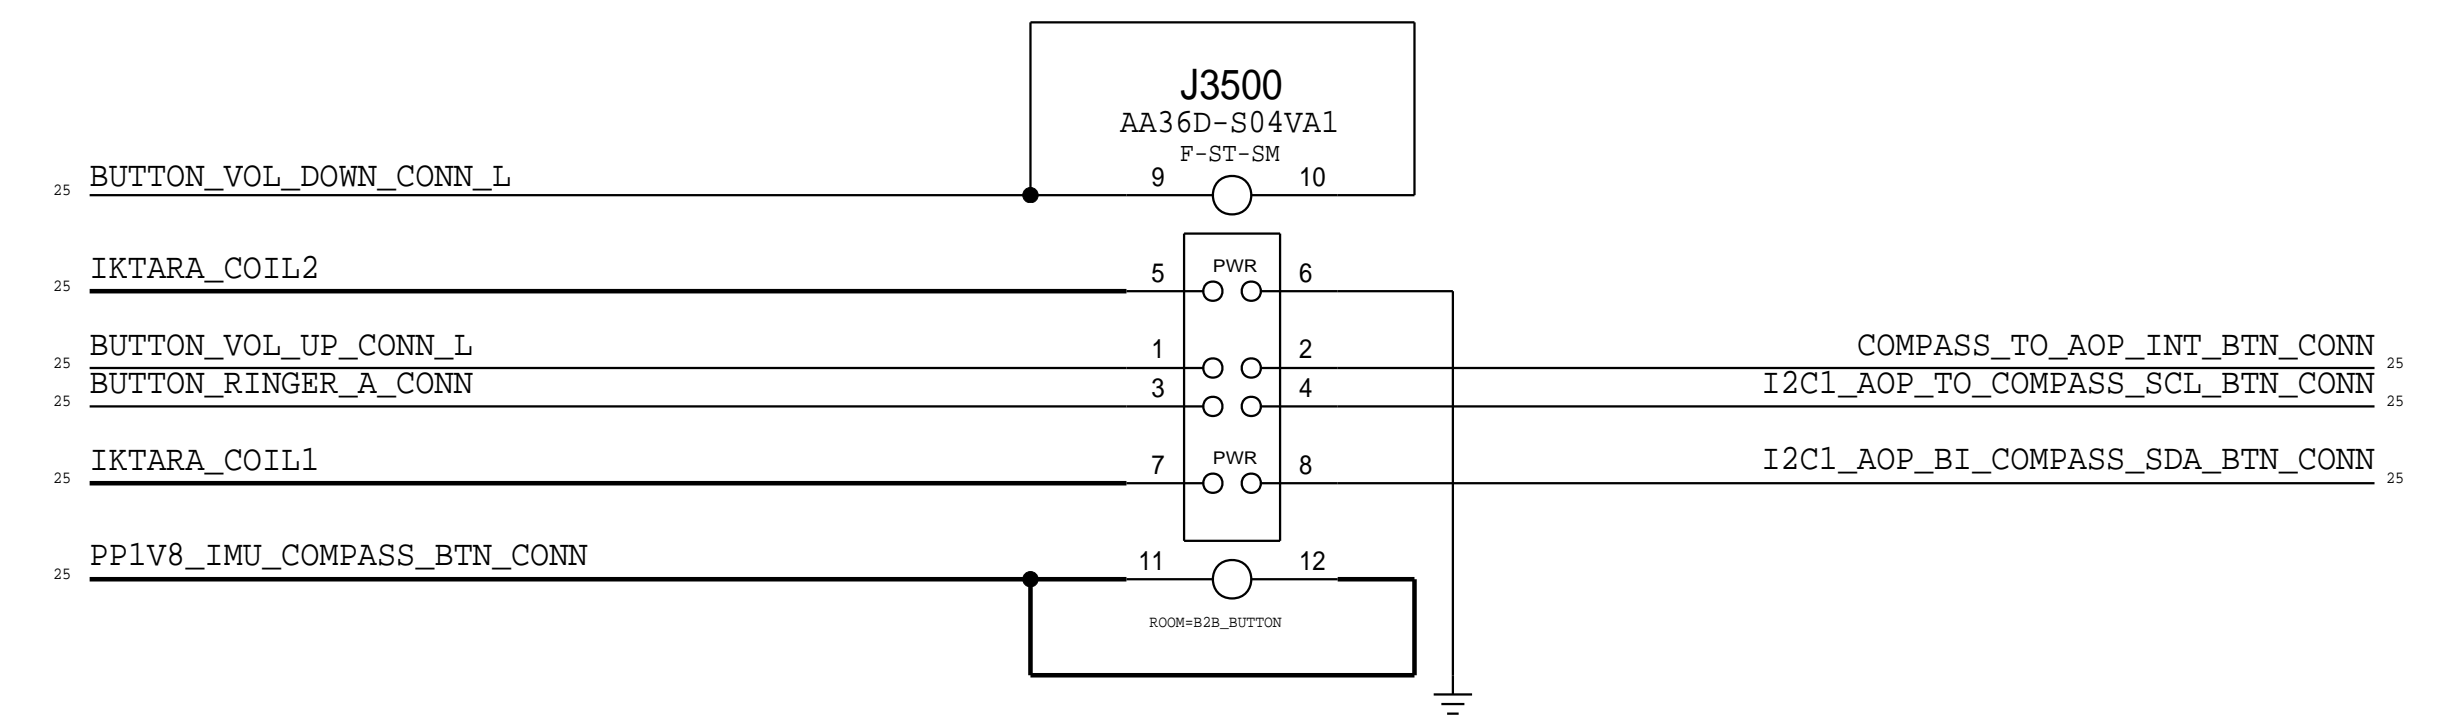 J3500
AA36D-S04VA1
F-ST-SM
25 BUTTON_VOL_DOWN_CONN_L 9 10
25 IKTARA_COIL2 5 PWR 6
25 BUTTON_VOL_UP_CONN_L 1 2 COMPASS_TO_AOP_INT_BTN_CONN 25
25 BUTTON_RINGER_A_CONN 3 4 I2C1_AOP_TO_COMPASS_SCL_BTN_CONN 25
25 IKTARA_COIL1 7 PWR 8 I2C1_AOP_BI_COMPASS_SDA_BTN_CONN 25
25 PP1V8_IMU_COMPASS_BTN_CONN 11 12
ROOM=B2B_BUTTON